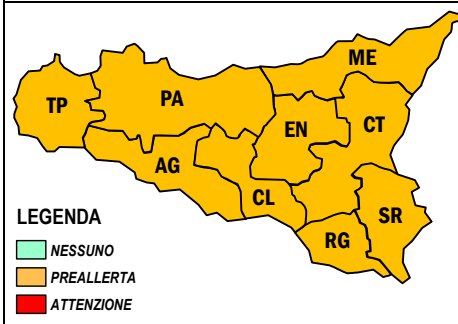 ME
TP
PA
EN
CT
AG
CL
SR
RG
LEGENDA
NESSUNO
PREALLERTA
ATTENZIONE